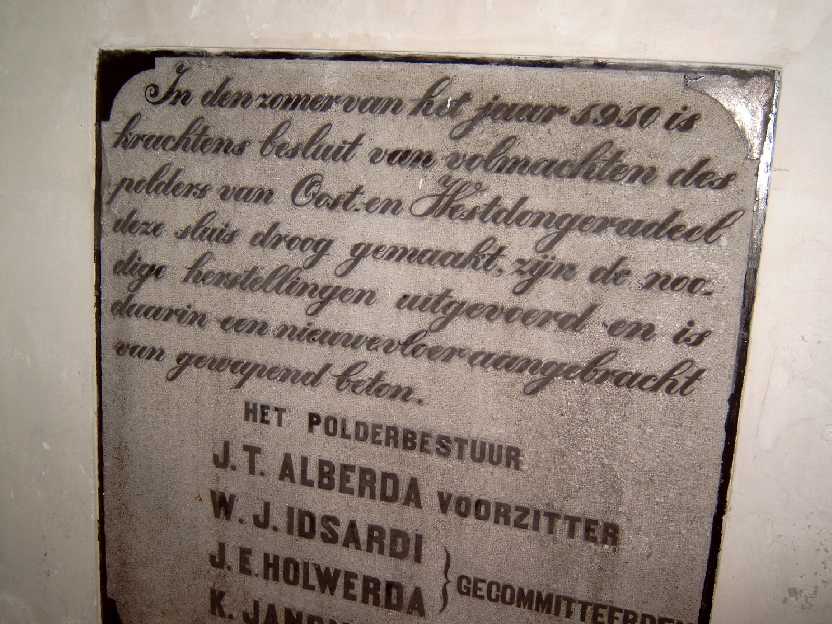 In den zomer van het jaar 1910 is
krachtens besluit van volmachten des
polders van Oost- en Westdongeradeel
deze sluis droog gemaakt, zijn de noo-
dige herstellingen uitgevoerd en is
daarin een nieuwe vloer aangebracht
van gewapend beton.
HET POLDERBESTUUR
J. T. ALBERDA VOORZITTER
W. J. IDSARDI
J. E. HOLWERDA } GECOMMITTEERDEN
K.